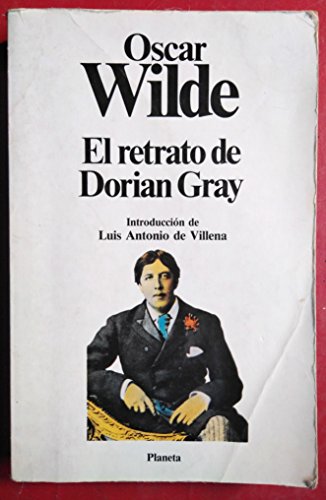 Oscar
Wilde
El retrato de
Dorian Gray
Introducción de
Luis Antonio de Villena
Planeta